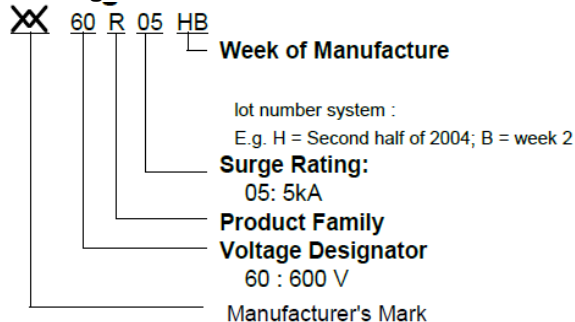 60 R 05 HB
Week of Manufacture
lot number system :
E.g. H = Second half of 2004; B = week 2
Surge Rating:
05: 5kA
Product Family
Voltage Designator
60 : 600 V
Manufacturer's Mark